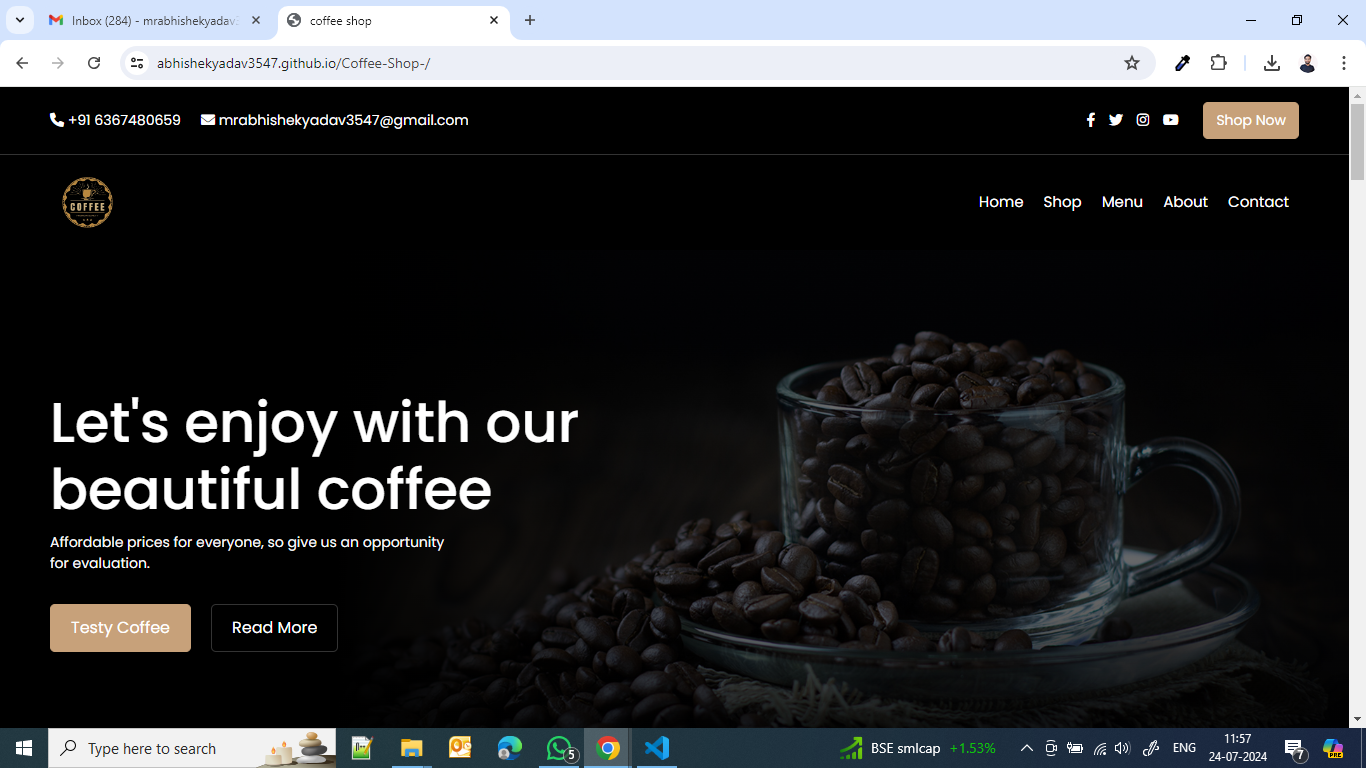 Inbox (284) - mrabhishekyadav3
coffee shop
abhishekyadav3547.github.io/Coffee-Shop-/
+91 6367480659
mrabhishekyadav3547@gmail.com
Shop Now
COFFEE
Home
Shop
Menu
About
Contact
Let's enjoy with our
beautiful coffee
Affordable prices for everyone, so give us an opportunity
for evaluation.
Testy Coffee
Read More
Type here to search
5
BSE smlcap
+1.53%
ENG
11:57
24-07-2024
7
PRE